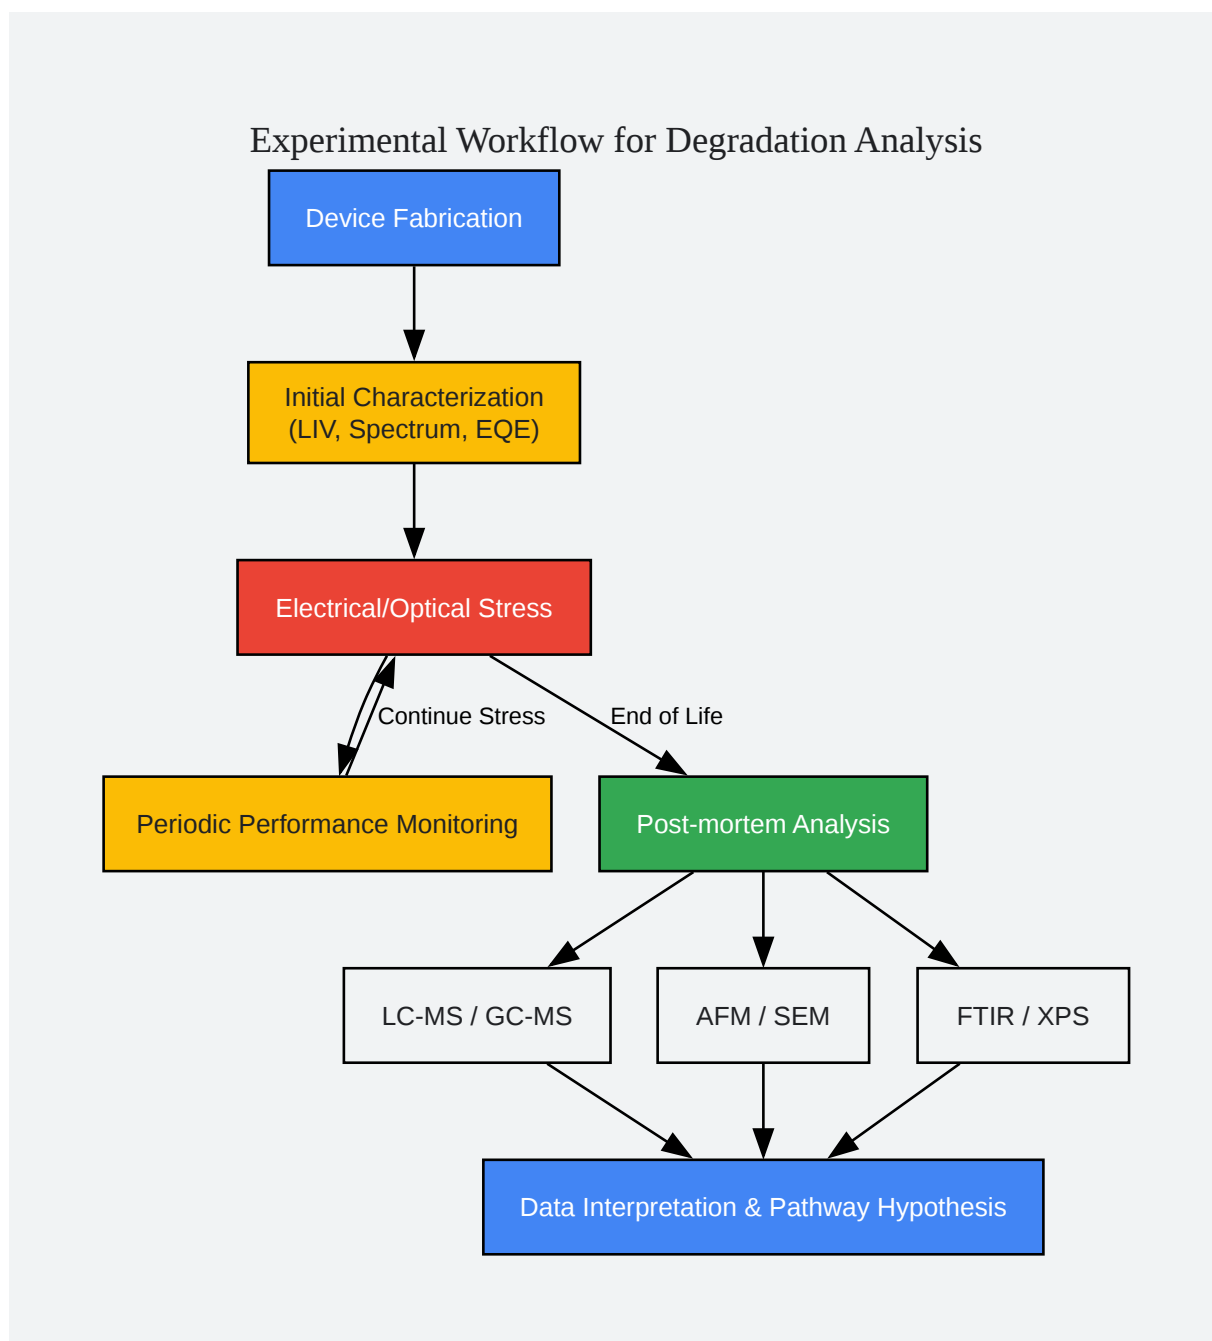 Experimental Workflow for Degradation Analysis
Device Fabrication
Initial Characterization
(LIV, Spectrum, EQE)
Electrical/Optical Stress
Continue Stress
End of Life
Periodic Performance Monitoring
Post-mortem Analysis
LC-MS / GC-MS
AFM / SEM
FTIR / XPS
Data Interpretation & Pathway Hypothesis